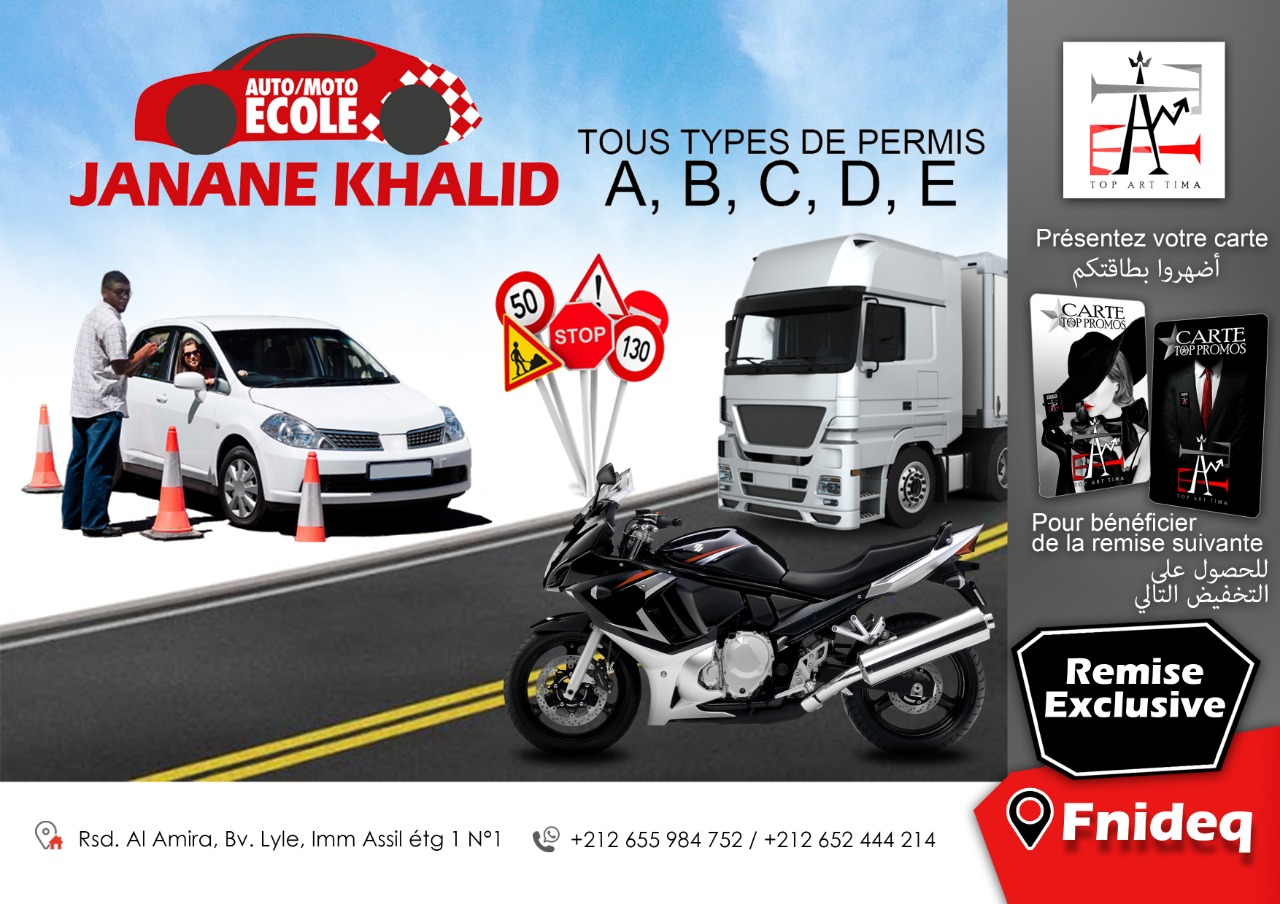 AUTO/MOTO
ECOLE
JANANE KHALID
TOUS TYPES DE PERMIS
A, B, C, D, E
50
!
STOP
130
TOP ART TIMA
Présentez votre carte
أضهروا بطاقتكم
CARTE
TOP PROMOS
TOP ART TIMA
CARTE
TOP PROMOS
TOP ART TIMA
Pour bénéficier
de la remise suivante
للحصول على
التخفيض التالي
Remise
Exclusive
Fnideq
Rsd. Al Amira, Bv. Lyle, Imm Assil étg 1 N°1
+212 655 984 752 / +212 652 444 214